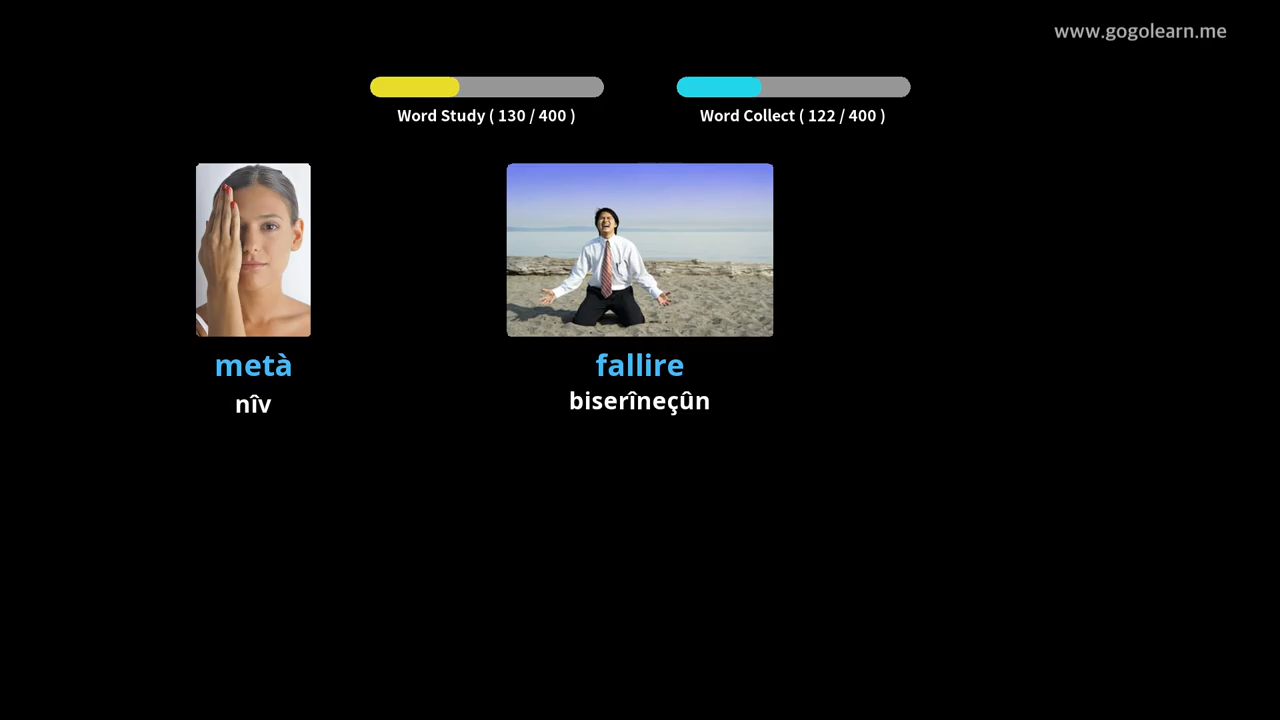 www.gogolearn.me
Word Study ( 130 / 400 )
Word Collect ( 122 / 400 )
metà
nîv
fallire
biserîneçûn